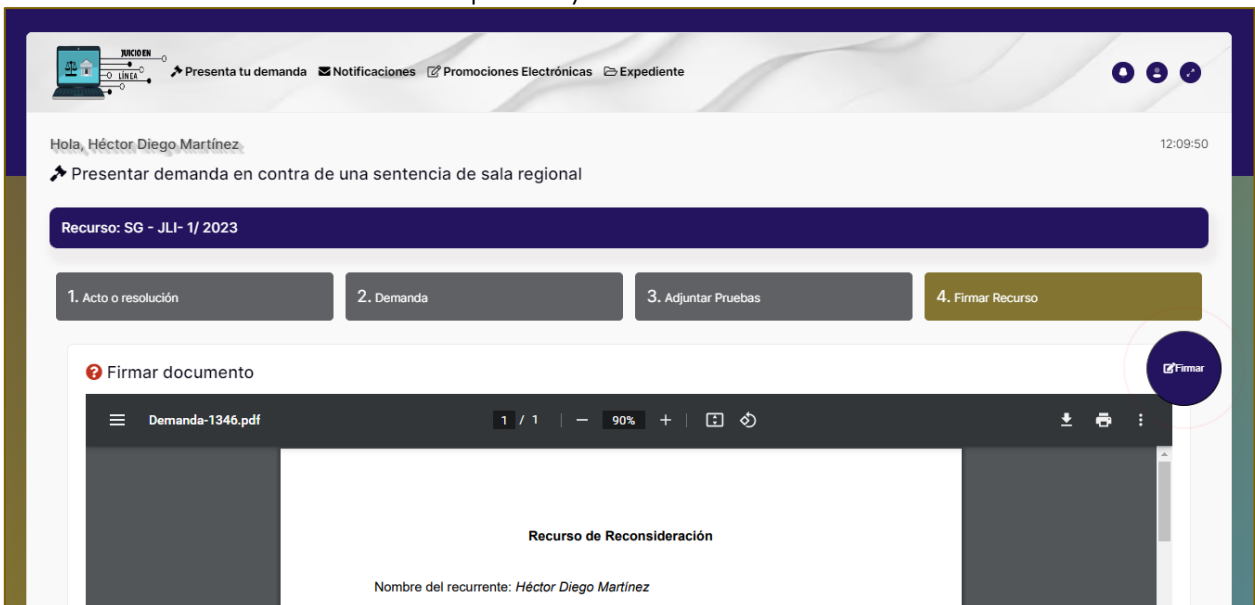 JUICIO EN
LÍNEA
Presenta tu demanda Notificaciones Promociones Electrónicas Expediente
Hola, Héctor Diego Martínez
12:09:50
Presentar demanda en contra de una sentencia de sala regional
Recurso: SG - JLI- 1/ 2023
1. Acto o resolución
2. Demanda
3. Adjuntar Pruebas
4. Firmar Recurso
Firmar documento
Firmar
Demanda-1346.pdf
1 / 1
90%
Recurso de Reconsideración
Nombre del recurrente: Héctor Diego Martínez